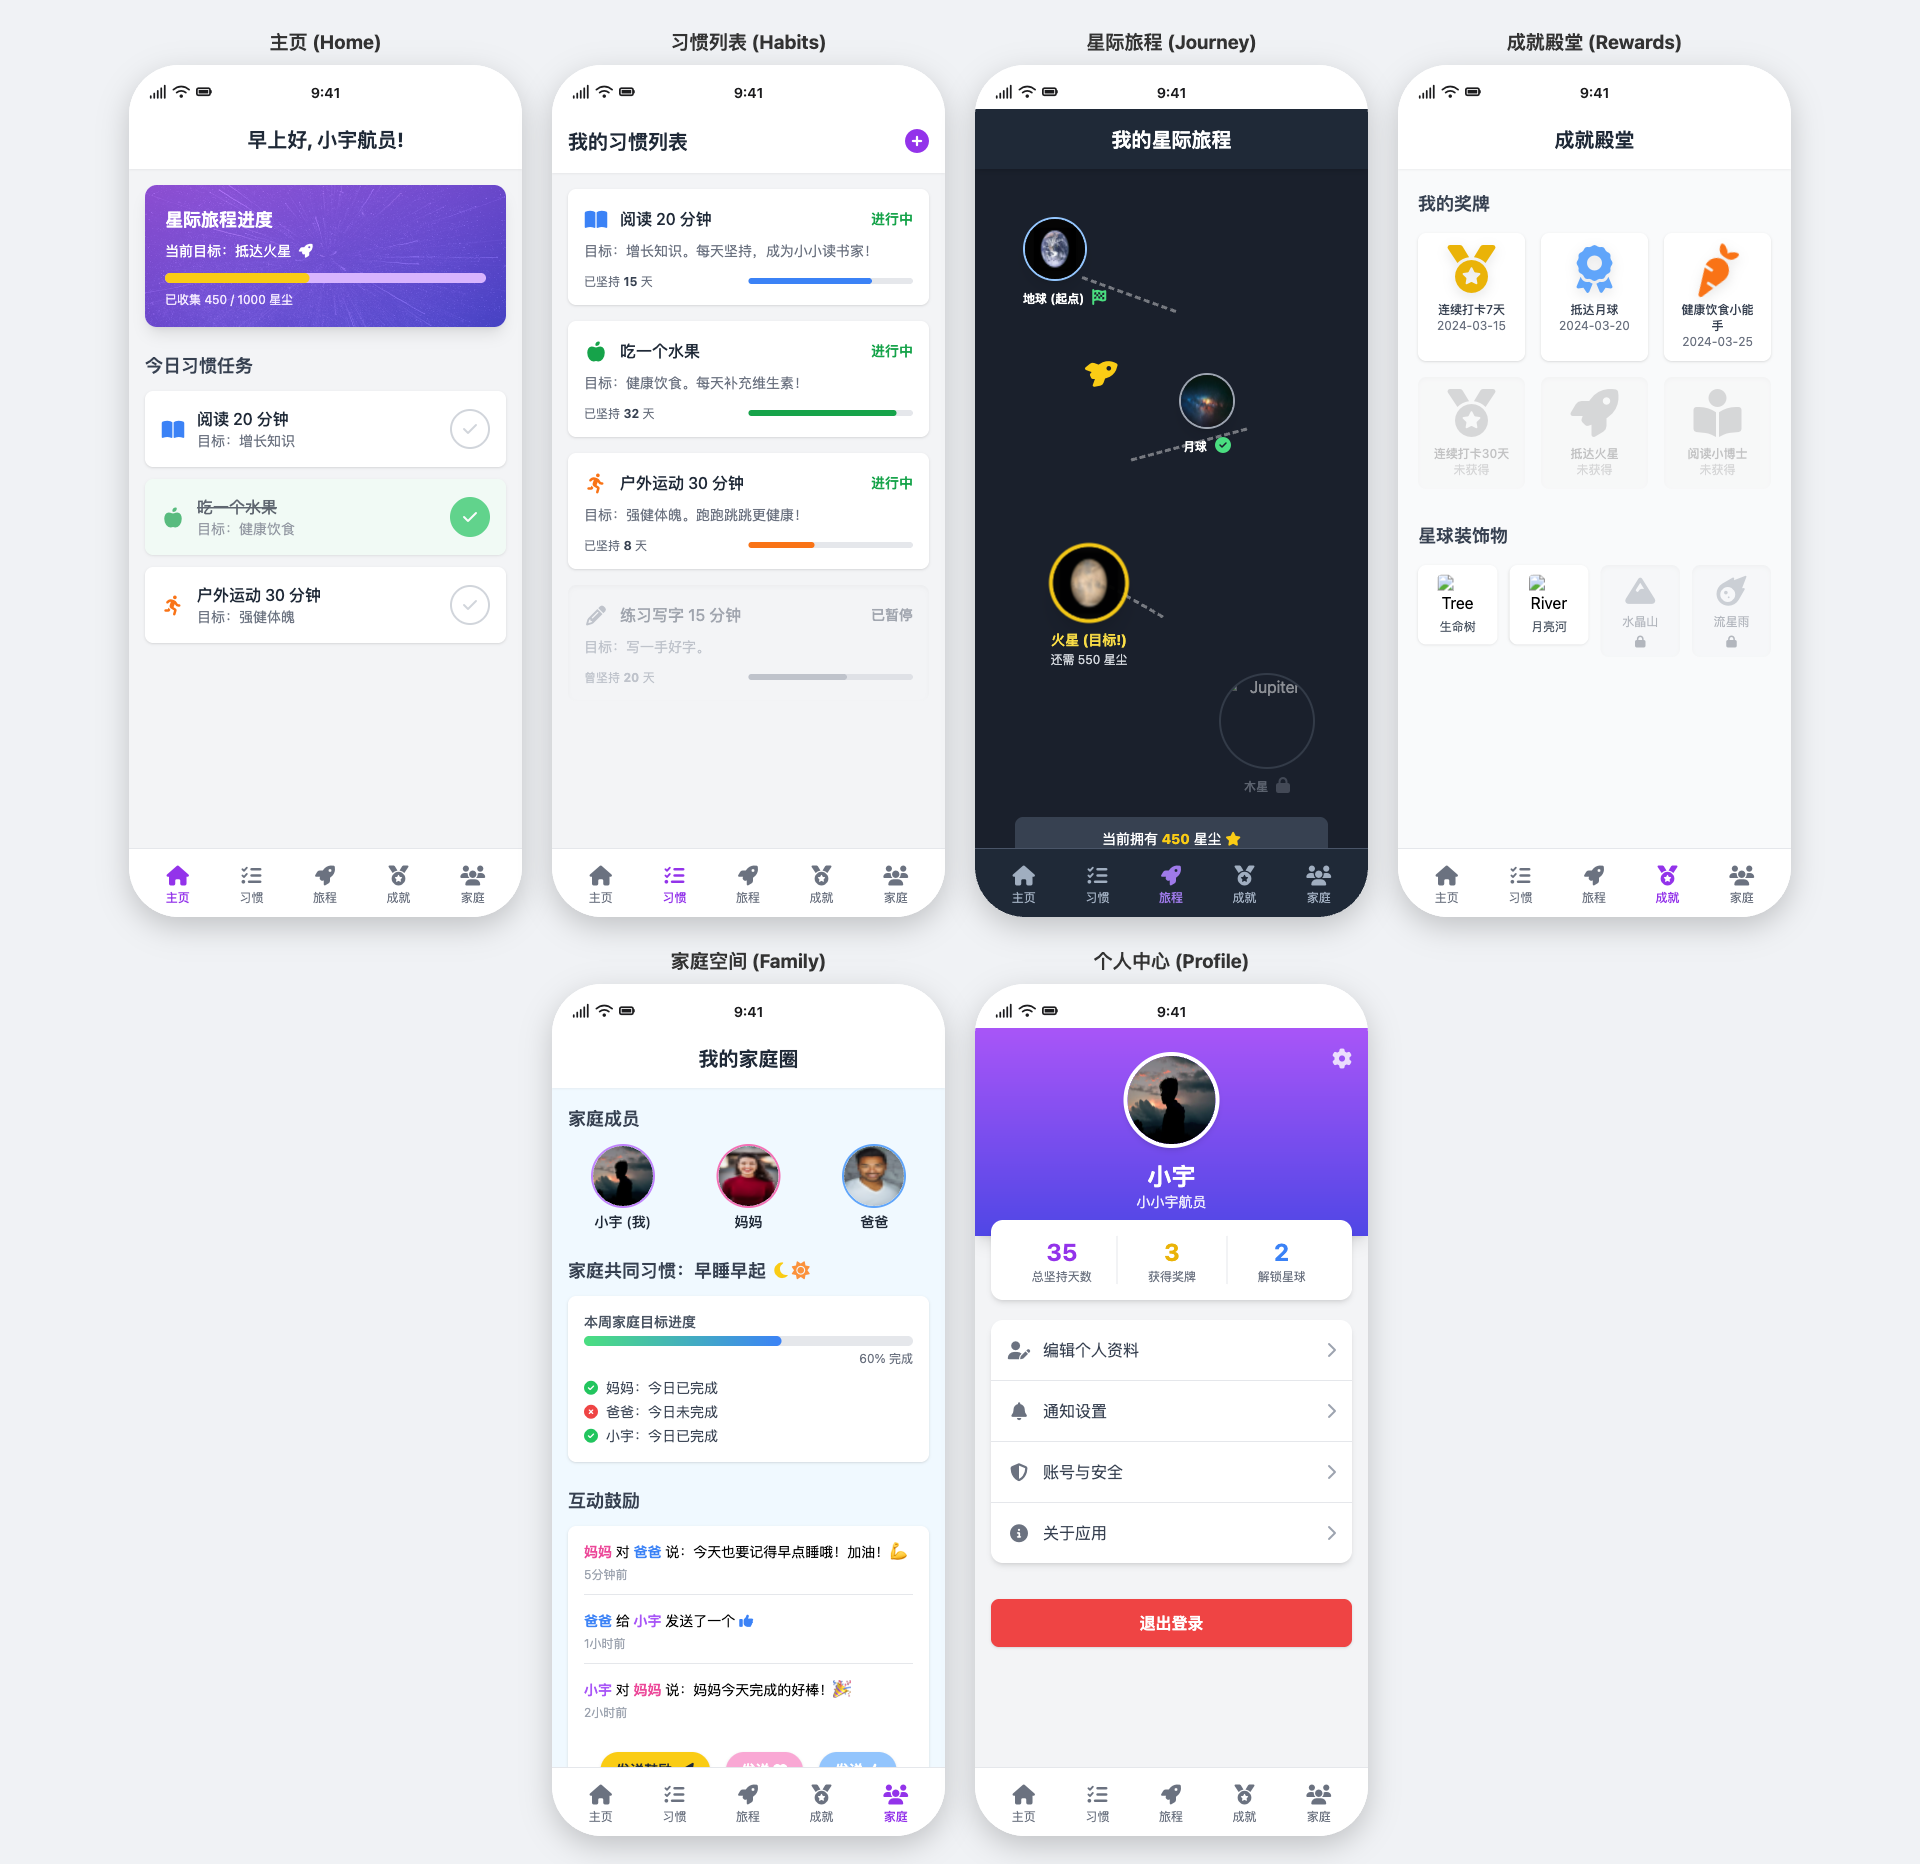 主页 (Home)
9:41
早上好, 小宇航员!
星际旅程进度
当前目标：抵达火星
已收集 450 / 1000 星尘
今日习惯任务
阅读 20 分钟
目标：增长知识
吃一个水果
目标：健康饮食
户外运动 30 分钟
目标：强健体魄
主页
习惯
旅程
成就
家庭
习惯列表 (Habits)
9:41
我的习惯列表
阅读 20 分钟
进行中
目标：增长知识。每天坚持，成为小小读书家！
已坚持 15 天
吃一个水果
进行中
目标：健康饮食。每天补充维生素！
已坚持 32 天
户外运动 30 分钟
进行中
目标：强健体魄。跑跑跳跳更健康！
已坚持 8 天
练习写字 15 分钟
已暂停
目标：写一手好字。
曾坚持 20 天
主页
习惯
旅程
成就
家庭
星际旅程 (Journey)
9:41
我的星际旅程
地球 (起点)
月球
火星 (目标!)
还需 550 星尘
Jupiter
木星
当前拥有 450 星尘
主页
习惯
旅程
成就
家庭
成就殿堂 (Rewards)
9:41
成就殿堂
我的奖牌
连续打卡7天
2024-03-15
抵达月球
2024-03-20
健康饮食小能
手
2024-03-25
连续打卡30天
未获得
抵达火星
未获得
阅读小博士
未获得
星球装饰物
Tree
生命树
River
月亮河
水晶山
流星雨
主页
习惯
旅程
成就
家庭
家庭空间 (Family)
9:41
我的家庭圈
家庭成员
小宇 (我)
妈妈
爸爸
家庭共同习惯：早睡早起
本周家庭目标进度
60% 完成
妈妈：今日已完成
爸爸：今日未完成
小宇：今日已完成
互动鼓励
妈妈 对 爸爸 说：今天也要记得早点睡哦！加油！💪
5分钟前
爸爸 给 小宇 发送了一个
1小时前
小宇 对 妈妈 说：妈妈今天完成的好棒！🎉
2小时前
主页
习惯
旅程
成就
家庭
个人中心 (Profile)
9:41
小宇
小小宇航员
35
总坚持天数
3
获得奖牌
2
解锁星球
编辑个人资料
通知设置
账号与安全
关于应用
退出登录
主页
习惯
旅程
成就
家庭